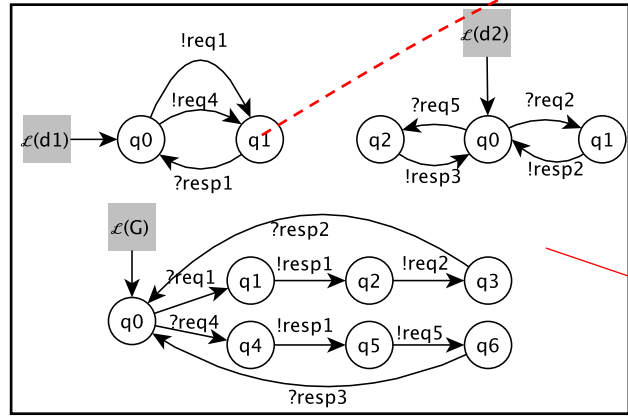 ℒ(d2)
!req1
!req4
?req5
?req2
ℒ(d1)
q0
q1
q2
q0
q1
?resp1
!resp3
!resp2
ℒ(G)
?resp2
?req1
!resp1
!req2
q1
q2
q3
q0
?req4
!resp1
!req5
q4
q5
q6
?resp3